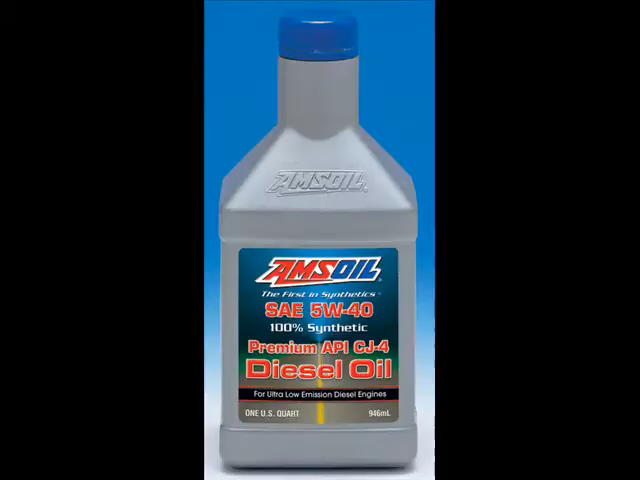 AMSOIL
AMSOIL
The First in Synthetics
SAE 5W-40
100% Synthetic
Premium API CJ-4
Diesel Oil
For Ultra Low Emission Diesel Engines
ONE U.S. QUART 946mL